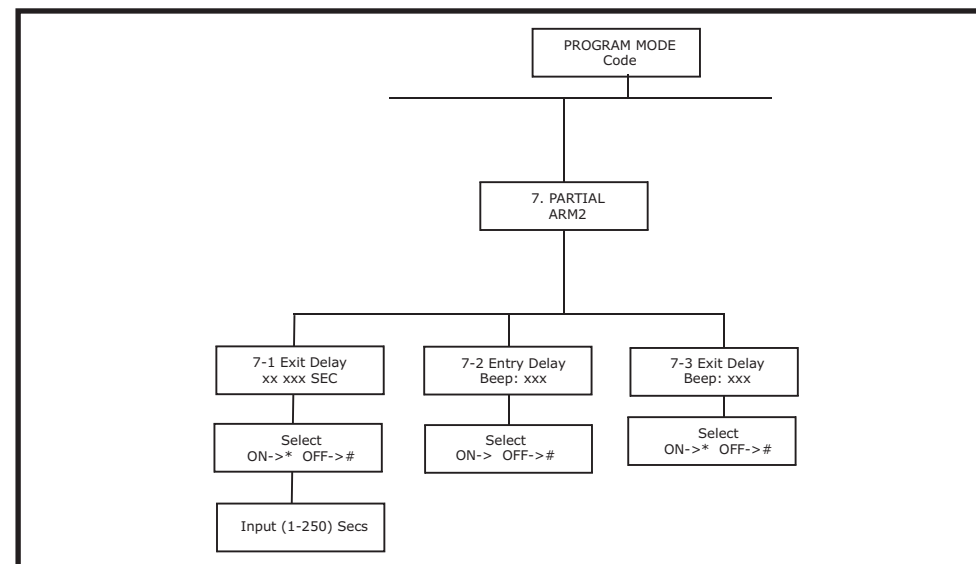 PROGRAM MODE
Code
7. PARTIAL
ARM2
7-1 Exit Delay
xx xxx SEC
7-2 Entry Delay
Beep: xxx
7-3 Exit Delay
Beep: xxx
Select
ON->* OFF->#
Select
ON-> OFF->#
Select
ON->* OFF->#
Input (1-250) Secs